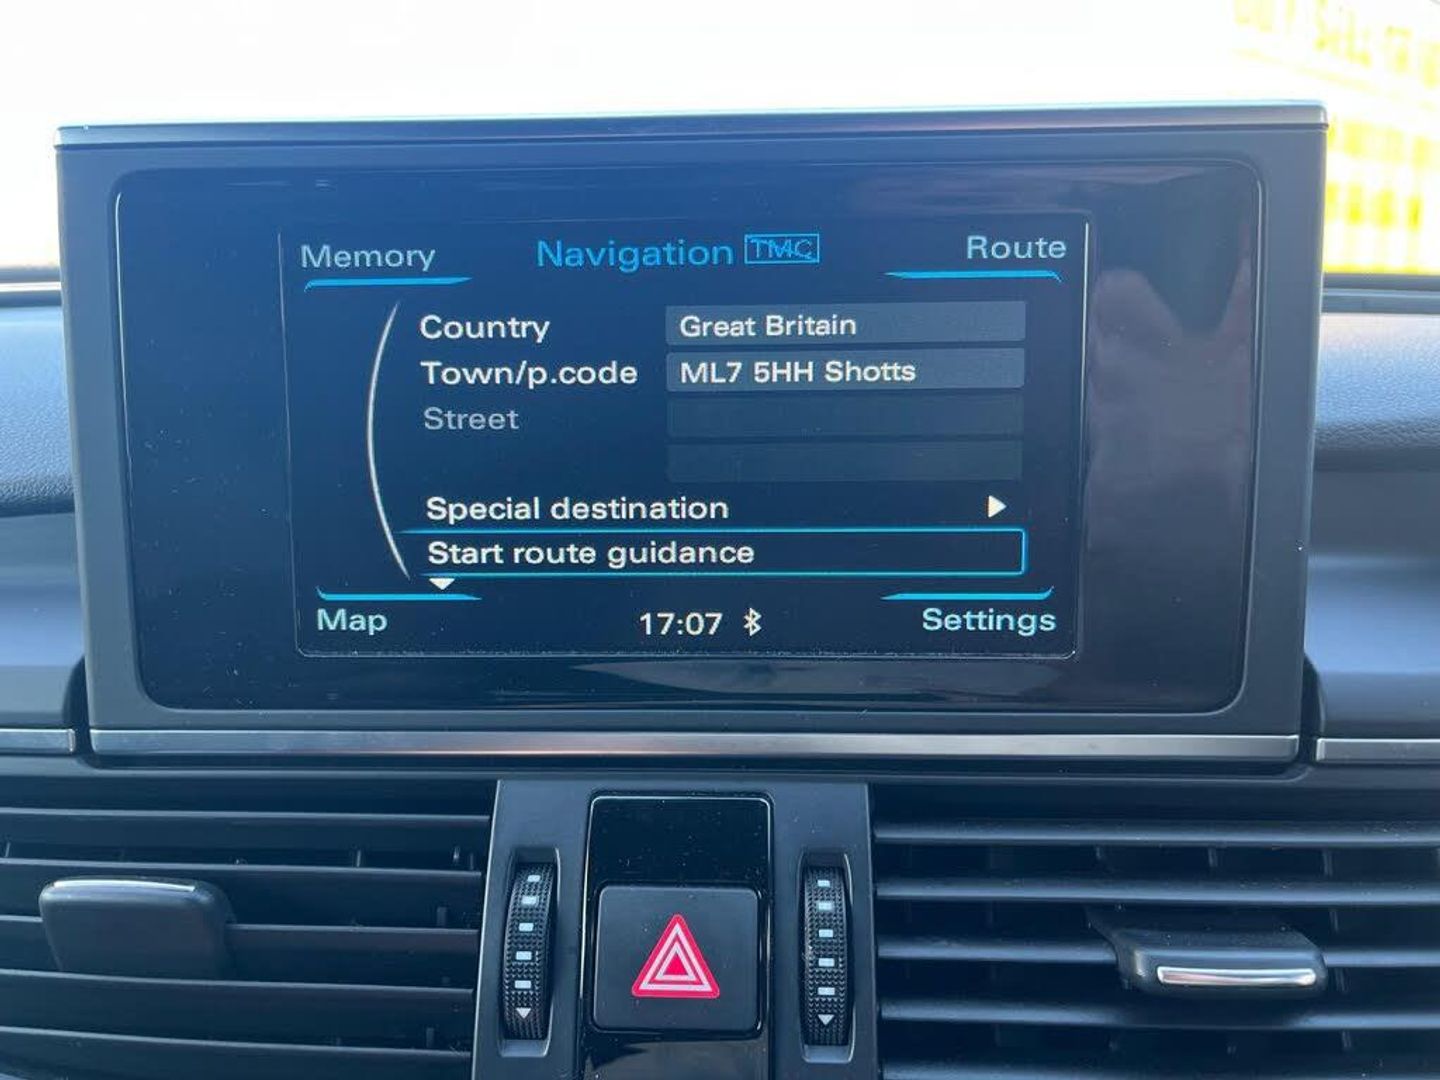 Memory Navigation TMC Route
Country Great Britain
Town/p.code ML7 5HH Shotts
Street
Special destination
Start route guidance
Map 17:07 Settings